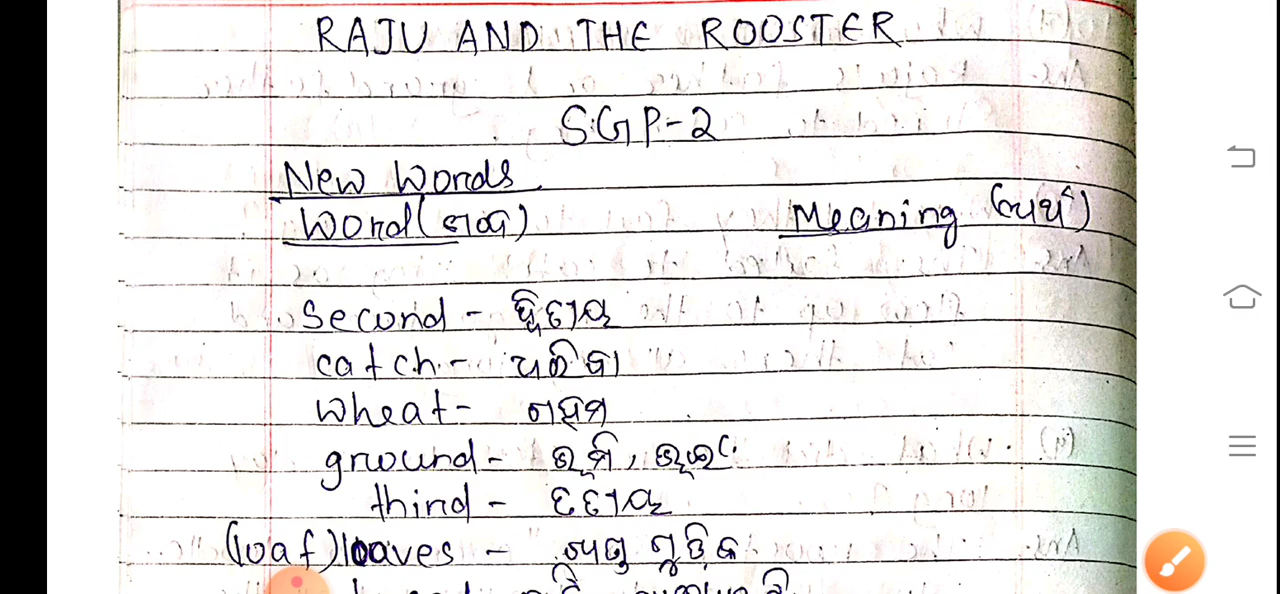 RAJU AND THE ROOSTER
SGP-2
New Words
Word (ଶବ୍ଦ) Meaning (ଅର୍ଥ)
Second - ଦ୍ୱିତୀୟ
catch - ଧରିବା
wheat - ଗହମ
ground - ଭୂମି, ଭୂଇଁ
third - ତୃତୀୟ
(loaf) loaves - ଗୁଡ଼ିକ